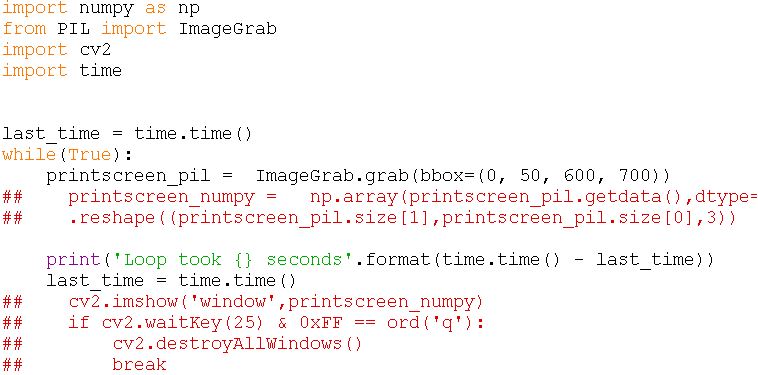 import numpy as np
from PIL import ImageGrab
import cv2
import time


last_time = time.time()
while(True):
    printscreen_pil =  ImageGrab.grab(bbox=(0, 50, 600, 700))
##    printscreen_numpy =   np.array(printscreen_pil.getdata(),dtype=
##    .reshape((printscreen_pil.size[1],printscreen_pil.size[0],3))

    print('Loop took {} seconds'.format(time.time() - last_time))
    last_time = time.time()
##    cv2.imshow('window',printscreen_numpy)
##    if cv2.waitKey(25) & 0xFF == ord('q'):
##        cv2.destroyAllWindows()
##        break